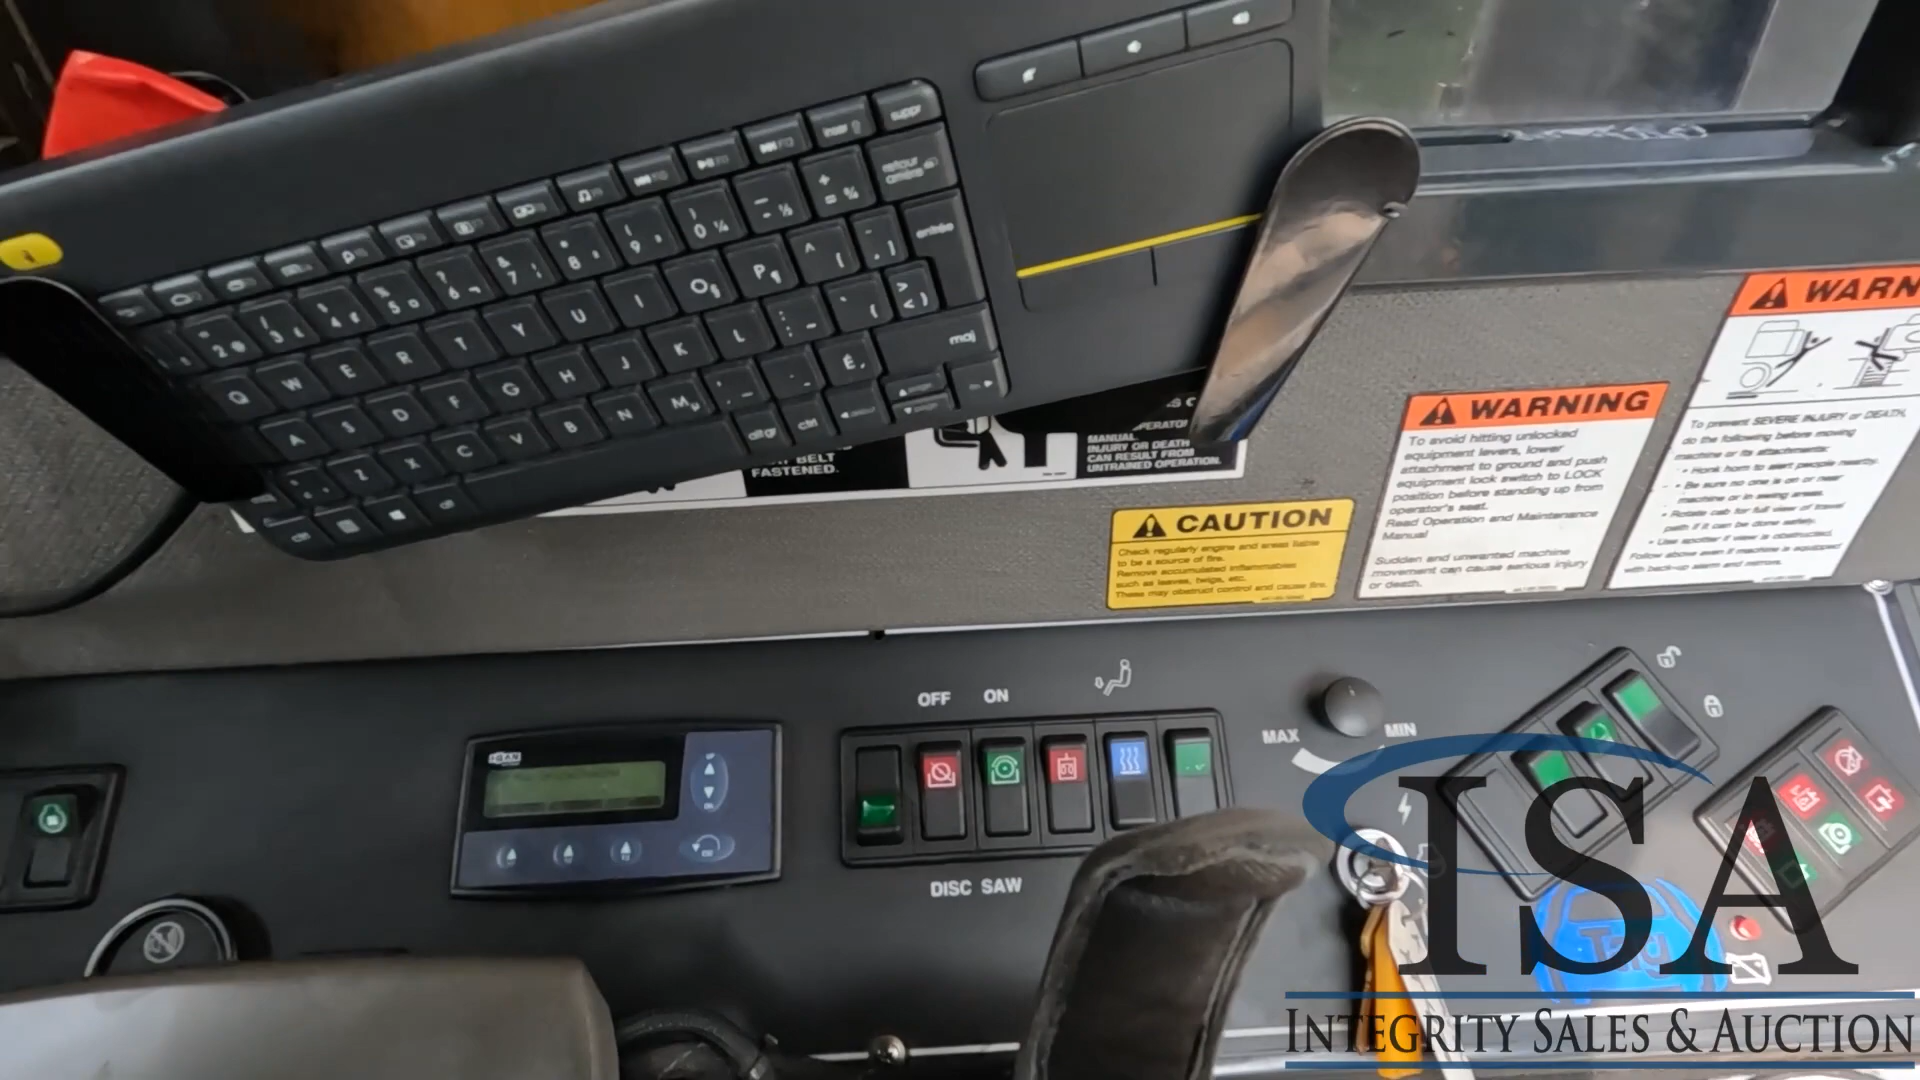 suppr
inser
retour
arrière
entrée
maj
alt gr
ctrl
Q W E R T Y U I O P
A S D F G H J K L
Z X C V B N M É
BELT
FASTENED.
MANUAL.
INJURY OR DEATH
CAN RESULT FROM
UNTRAINED OPERATION.
CAUTION
Check regularly engine and areas liable
to be a source of fire.
Remove accumulated inflammables
such as leaves, twigs, etc.
These may obstruct control and cause fire.
WARNING
To avoid hitting unlocked
equipment levers, lower
attachment to ground and push
equipment lock switch to LOCK
position before standing up from
operator's seat.
Read Operation and Maintenance
Manual
Sudden and unwanted machine
movement can cause serious injury
or death.
WARN
To prevent SEVERE INJURY or DEATH,
do the following before moving
machine or its attachments:
• Honk horn to alert people nearby.
• Be sure no one is on or near
machine or in swing areas.
• Rotate cab for full view of travel
path if it can be done safely.
• Use spotter if view is obstructed.
Follow above even if machine is equipped
with back-up alarm and mirrors.
OFF ON
DISC SAW
MAX MIN
ISA
INTEGRITY SALES & AUCTION